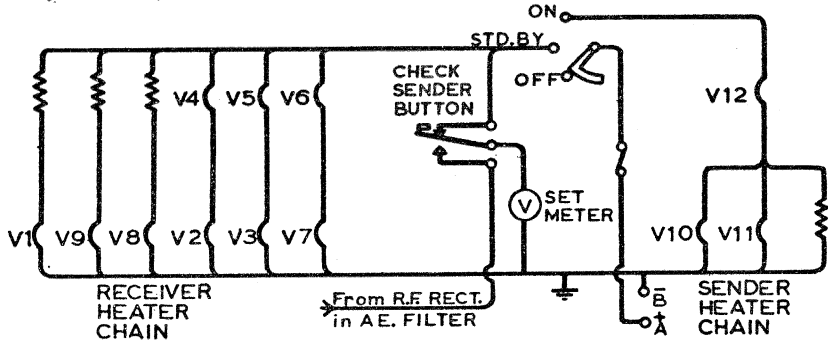 ON
STD.BY
OFF
CHECK
SENDER
BUTTON
V4
V5
V6
V12
V
SET
METER
V1
V9
V8
V2
V3
V7
V10
V11
RECEIVER
HEATER
CHAIN
From R.F. RECT.
in AE. FILTER
B̄
+
A
SENDER
HEATER
CHAIN